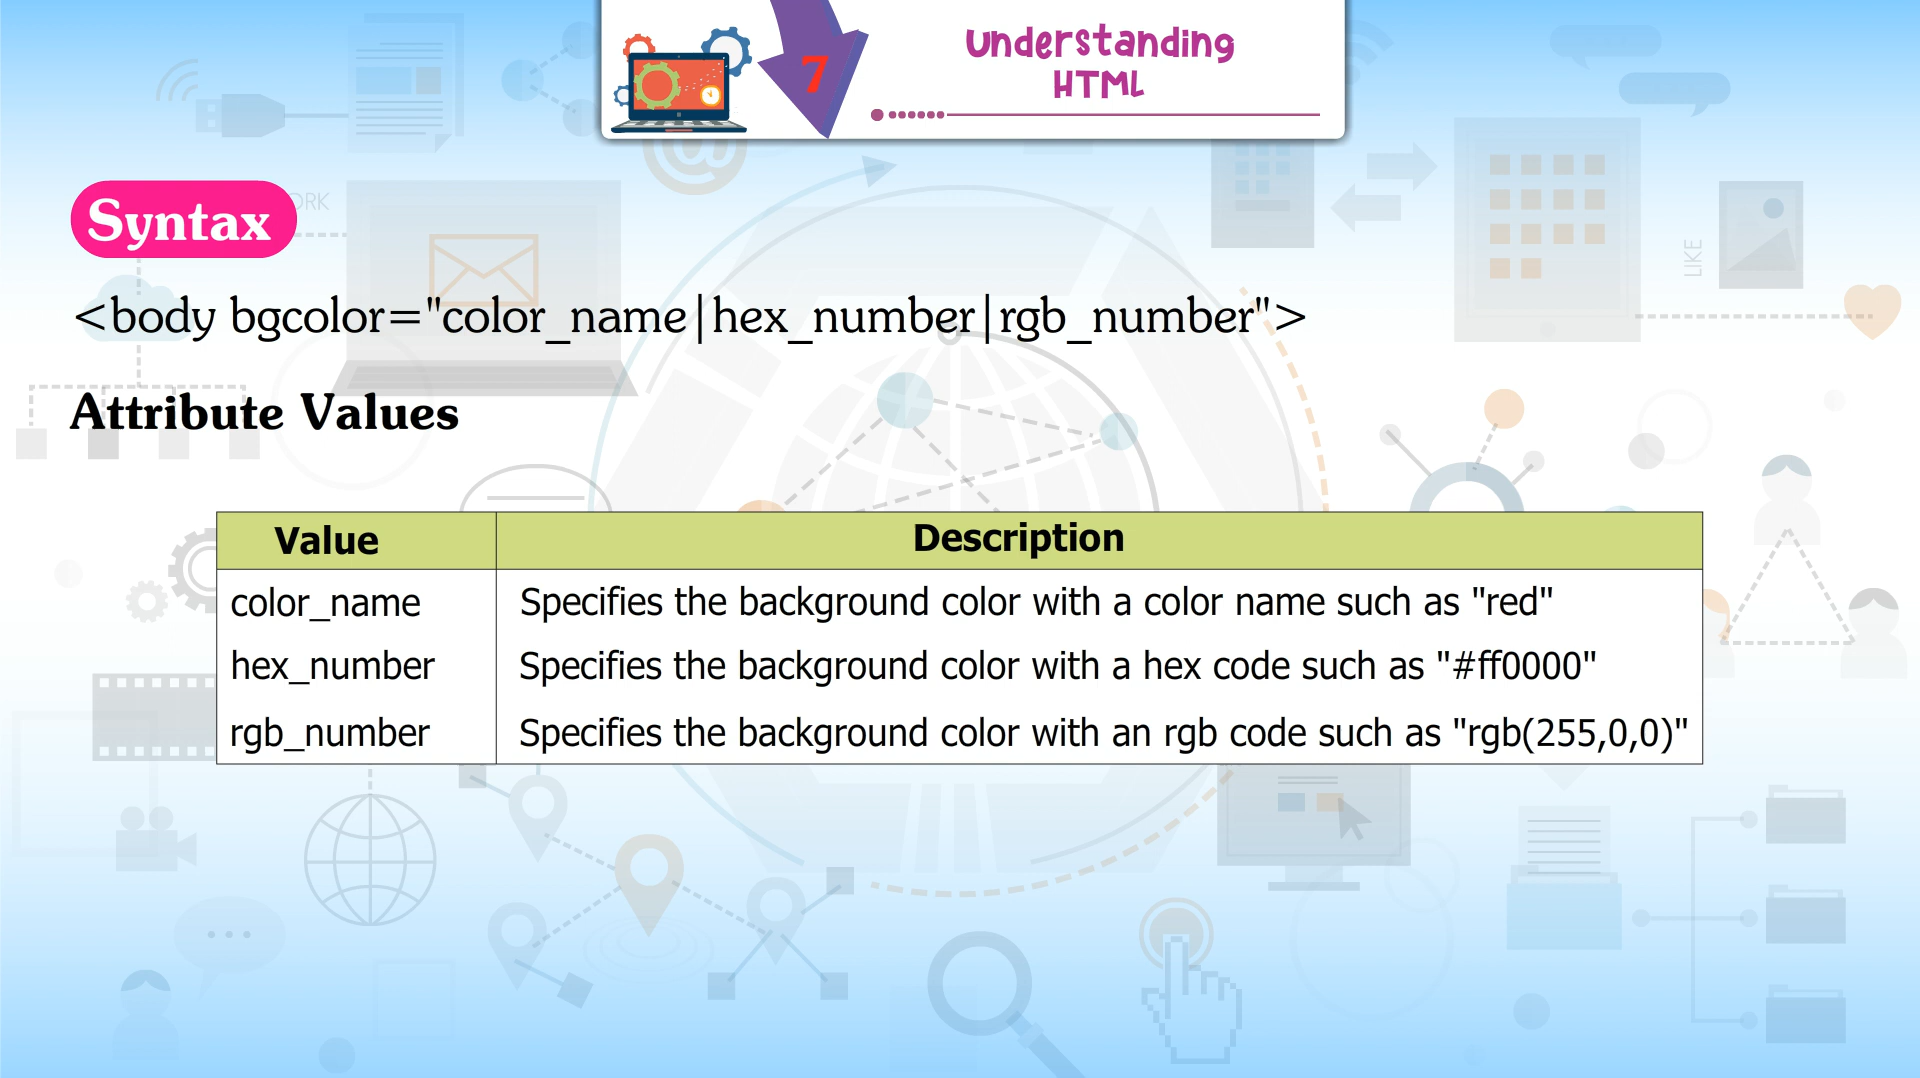 7
Understanding
HTML
Syntax
ORK
LIKE
<body bgcolor="color_name|hex_number|rgb_number">
Attribute Values
Value Description
color_name Specifies the background color with a color name such as "red"
hex_number Specifies the background color with a hex code such as "#ff0000"
rgb_number Specifies the background color with an rgb code such as "rgb(255,0,0)"